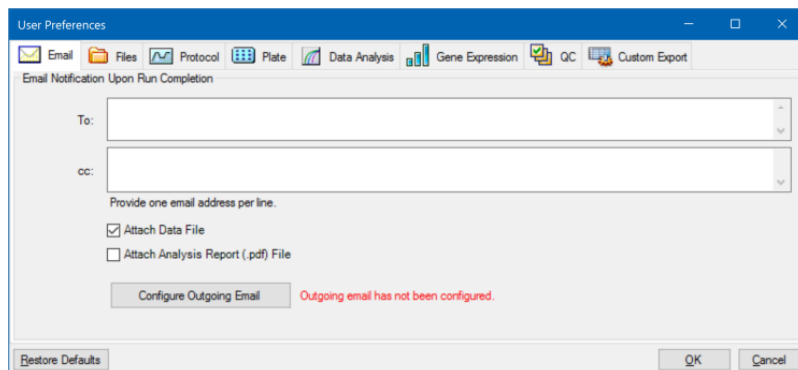 User Preferences
Email Files Protocol Plate Data Analysis Gene Expression QC Custom Export
Email Notification Upon Run Completion
To:
cc:
Provide one email address per line.
Attach Data File
Attach Analysis Report (.pdf) File
Configure Outgoing Email Outgoing email has not been configured.
Restore Defaults OK Cancel